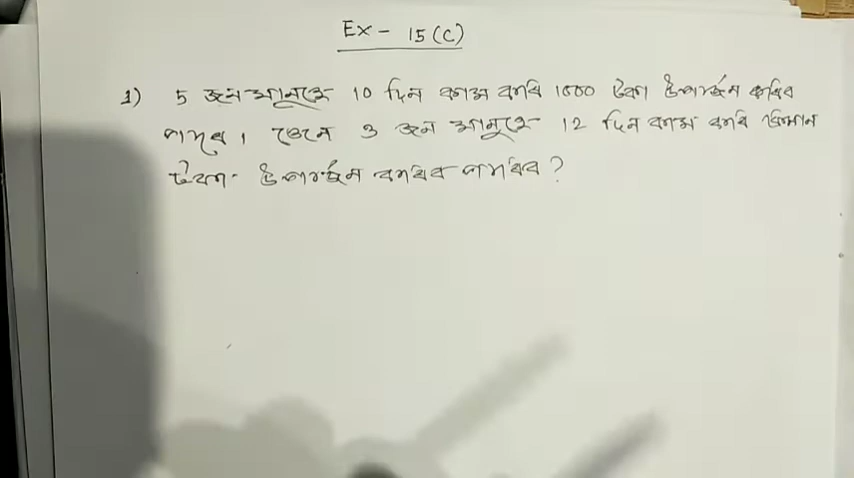 Ex - 15 (C)
1) 5 জন মানুহে 10 দিন কাম কৰি 1500 টকা উপাৰ্জন কৰিব
পাৰে। তেনে 3 জন মানুহে 12 দিন কাম কৰি কিমান
টকা উপাৰ্জন কৰিব পাৰিব?